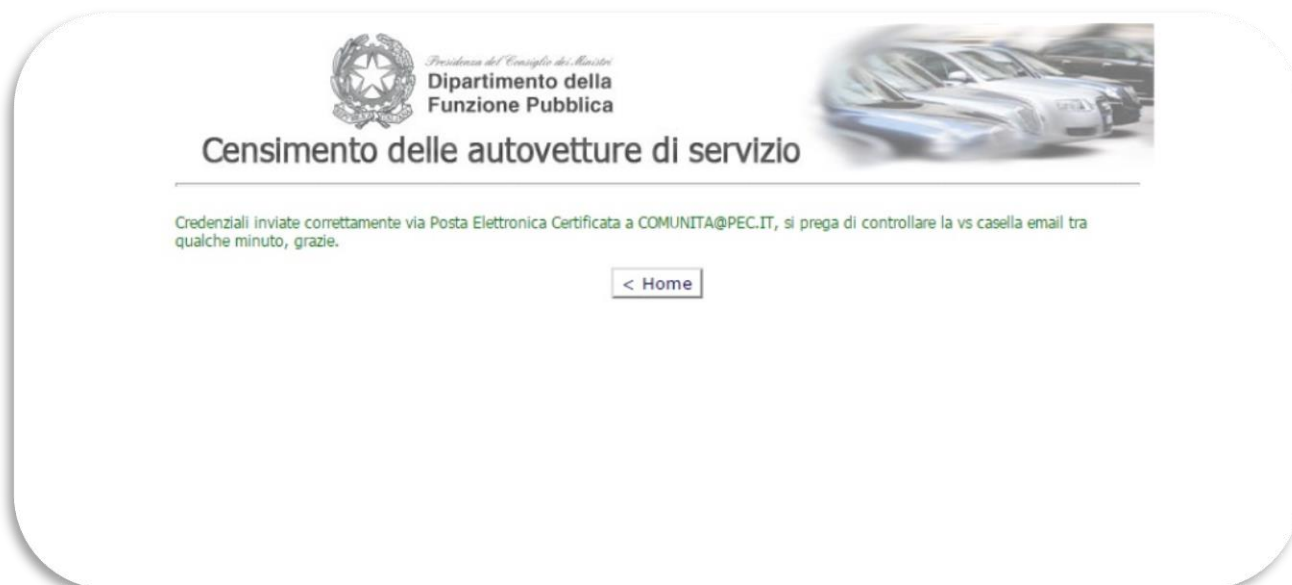 Presidenza del Consiglio dei Ministri
Dipartimento della
Funzione Pubblica
Censimento delle autovetture di servizio
Credenziali inviate correttamente via Posta Elettronica Certificata a COMUNITA@PEC.IT, si prega di controllare la vs casella email tra
qualche minuto, grazie.
< Home